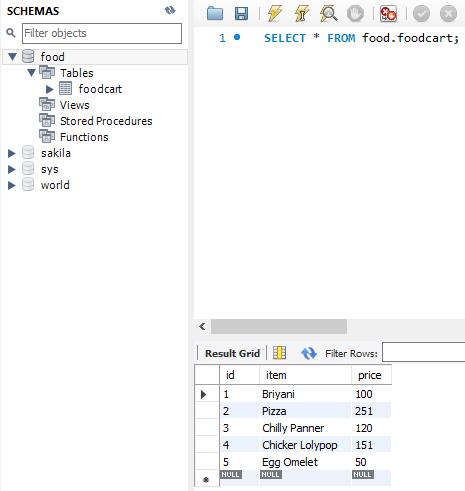 SCHEMAS
Filter objects
food
Tables
foodcart
Views
Stored Procedures
Functions
sakila
sys
world
1 SELECT * FROM food.foodcart;
Result Grid Filter Rows:
id item price
1 Briyani 100
2 Pizza 251
3 Chilly Panner 120
4 Chicker Lolypop 151
5 Egg Omelet 50
NULL NULL NULL